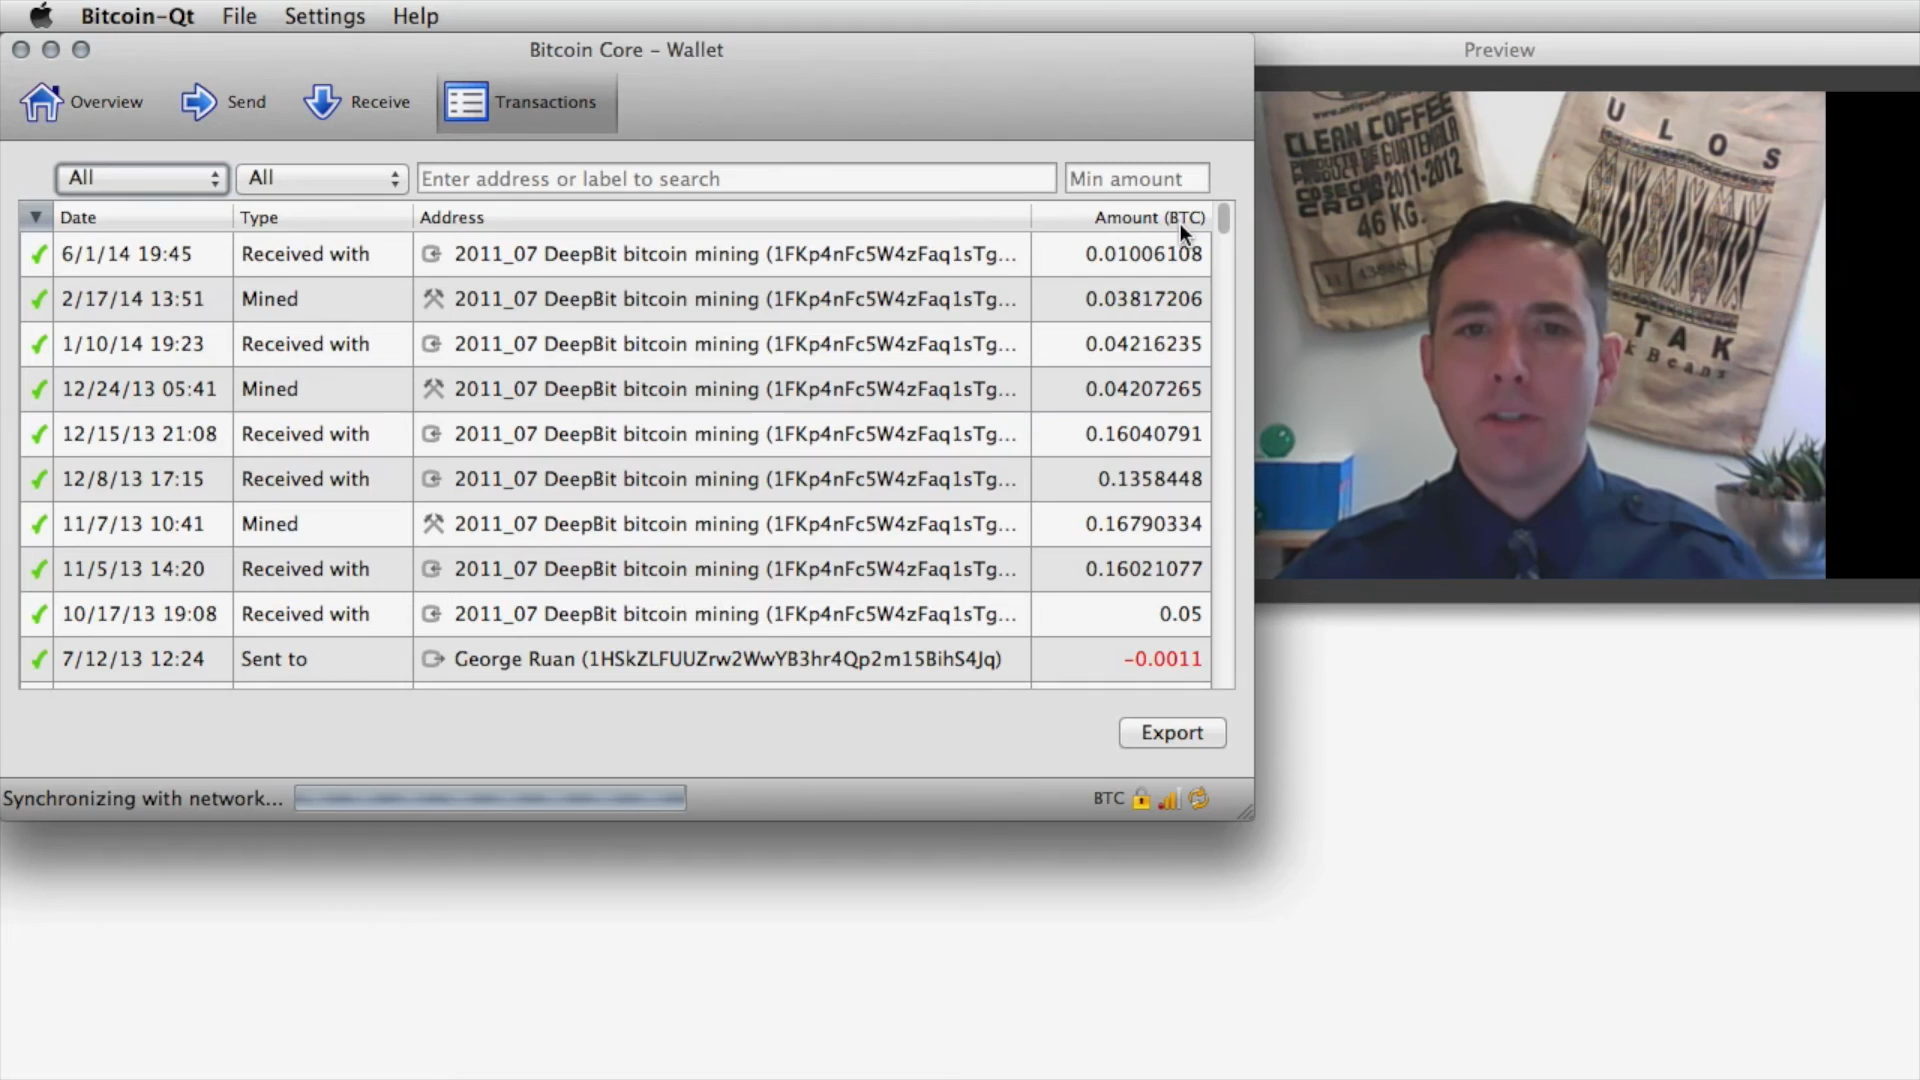 Bitcoin-Qt File Settings Help
Bitcoin Core – Wallet
Preview
Overview Send Receive Transactions
All All Enter address or label to search Min amount
Date Type Address Amount (BTC)
6/1/14 19:45 Received with 2011_07 DeepBit bitcoin mining (1FKp4nFc5W4zFaq1sTg... 0.01006108
2/17/14 13:51 Mined 2011_07 DeepBit bitcoin mining (1FKp4nFc5W4zFaq1sTg... 0.03817206
1/10/14 19:23 Received with 2011_07 DeepBit bitcoin mining (1FKp4nFc5W4zFaq1sTg... 0.04216235
12/24/13 05:41 Mined 2011_07 DeepBit bitcoin mining (1FKp4nFc5W4zFaq1sTg... 0.04207265
12/15/13 21:08 Received with 2011_07 DeepBit bitcoin mining (1FKp4nFc5W4zFaq1sTg... 0.16040791
12/8/13 17:15 Received with 2011_07 DeepBit bitcoin mining (1FKp4nFc5W4zFaq1sTg... 0.1358448
11/7/13 10:41 Mined 2011_07 DeepBit bitcoin mining (1FKp4nFc5W4zFaq1sTg... 0.16790334
11/5/13 14:20 Received with 2011_07 DeepBit bitcoin mining (1FKp4nFc5W4zFaq1sTg... 0.16021077
10/17/13 19:08 Received with 2011_07 DeepBit bitcoin mining (1FKp4nFc5W4zFaq1sTg... 0.05
7/12/13 12:24 Sent to George Ruan (1HSkZLFUUZrw2WwYB3hr4Qp2m15BihS4Jq) -0.0011
Export
Synchronizing with network... BTC
CLEAN COFFEE
PRODUCTO DE GUATEMALA
COSECHA 2011-2012
CROP
46 KG.
ULOS
TAK
Beans